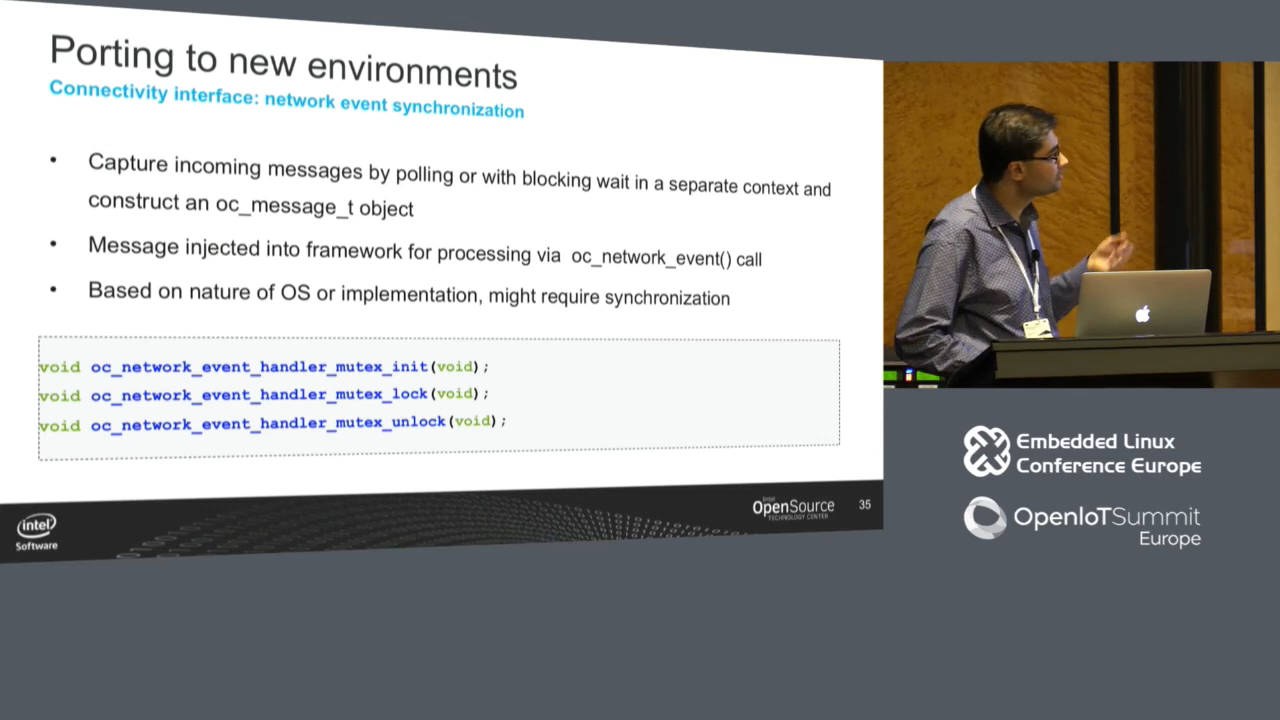 Porting to new environments
Connectivity interface: network event synchronization
• Capture incoming messages by polling or with blocking wait in a separate context and
construct an oc_message_t object
• Message injected into framework for processing via oc_network_event() call
• Based on nature of OS or implementation, might require synchronization
void oc_network_event_handler_mutex_init(void);
void oc_network_event_handler_mutex_lock(void);
void oc_network_event_handler_mutex_unlock(void);
intel
Software
Intel
OpenSource
TECHNOLOGY CENTER
35
Embedded Linux
Conference Europe
OpenIoTSummit
Europe